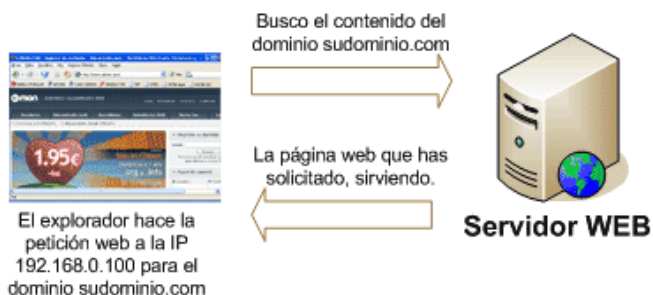 Busco el contenido del
dominio sudominio.com
1.95€
La página web que has
solicitado, sirviendo.
El explorador hace la
petición web a la IP
192.168.0.100 para el
dominio sudominio.com
Servidor WEB